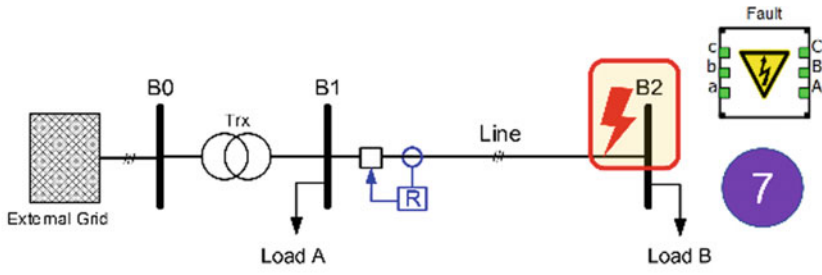 Fault
c C
b B
a A
B0 B1 B2
Trx
Line
R
7
External Grid
Load A
Load B